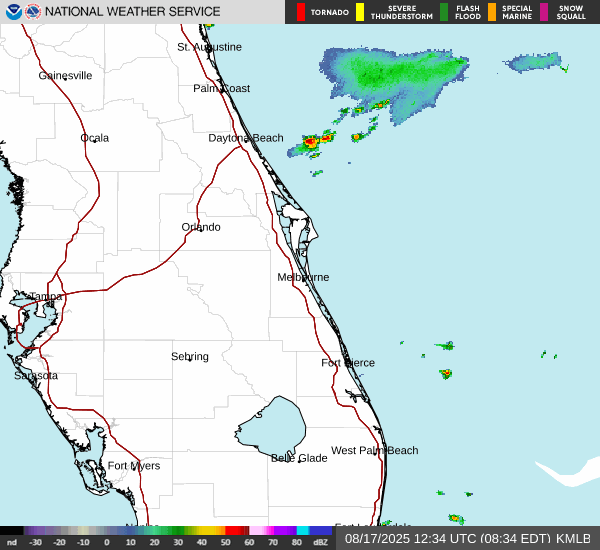 NATIONAL WEATHER SERVICE
TORNADO
SEVERE THUNDERSTORM
FLASH FLOOD
SPECIAL MARINE
SNOW SQUALL
St. Augustine
Gainesville
Palm Coast
Ocala
Daytona Beach
Orlando
Melbourne
Tampa
Sebring
Fort Pierce
Sarasota
West Palm Beach
Belle Glade
Fort Myers
nd -30 -20 -10 0 10 20 30 40 50 60 70 80 dBZ
08/17/2025 12:34 UTC (08:34 EDT) KMLB